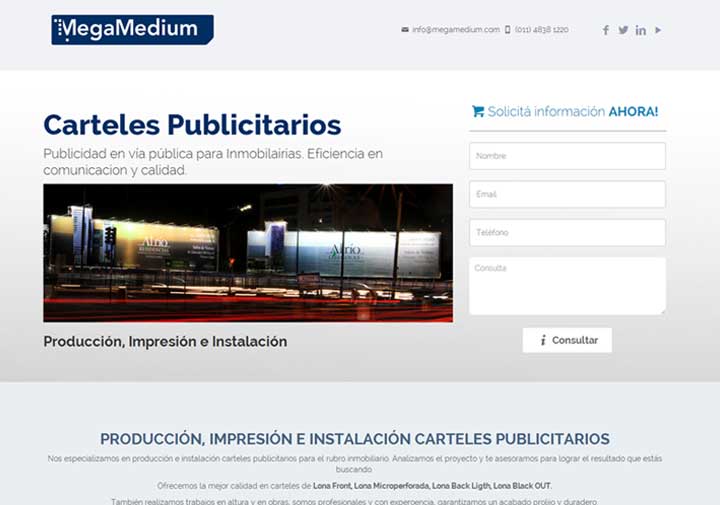 MegaMedium
info@megamedium.com (011) 4838 1220
Carteles Publicitarios
Publicidad en vía pública para Inmobilairias. Eficiencia en
comunicacion y calidad.
Atrio
Atrio
Producción, Impresión e Instalación
Solicitá información AHORA!
Nombre
Email
Teléfono
Consulta
Consultar
PRODUCCIÓN, IMPRESIÓN E INSTALACIÓN CARTELES PUBLICITARIOS
Nos especializamos en producción e instalación carteles publicitarios para el rubro inmobiliario. Analizamos el proyecto y te asesoramos para lograr el resultado que estás
buscando.
Ofrecemos la mejor calidad en carteles de Lona Front, Lona Microperforada, Lona Back Ligth, Lona Black OUT.
También realizamos trabajos en altura y en obras, somos profesionales y con experoencia, garantizamos un acabado prolijo y duradero